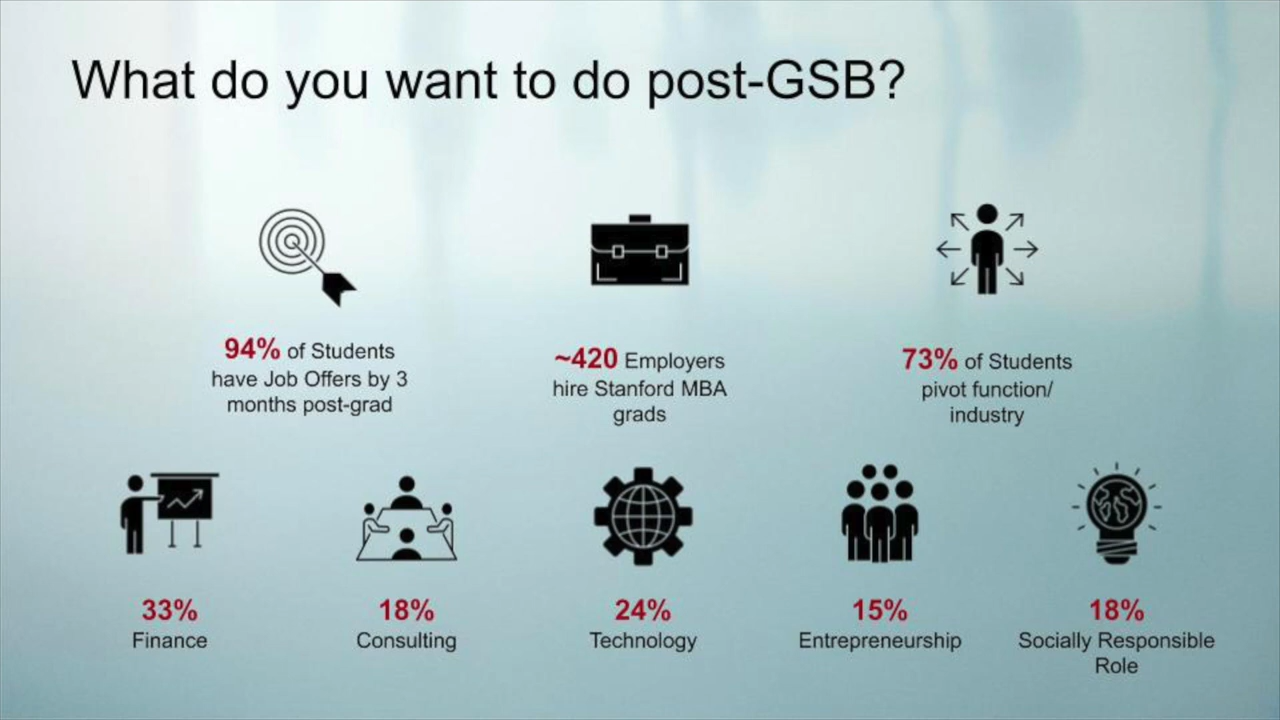 What do you want to do post-GSB?
94% of Students
have Job Offers by 3
months post-grad
~420 Employers
hire Stanford MBA
grads
73% of Students
pivot function/
industry
33%
Finance
18%
Consulting
24%
Technology
15%
Entrepreneurship
18%
Socially Responsible
Role